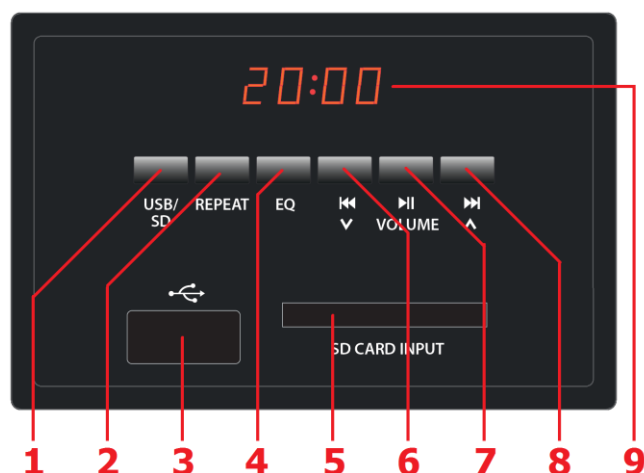 20:00
USB/ REPEAT EQ
SD VOLUME
SD CARD INPUT
1 2 3 4 5 6 7 8 9